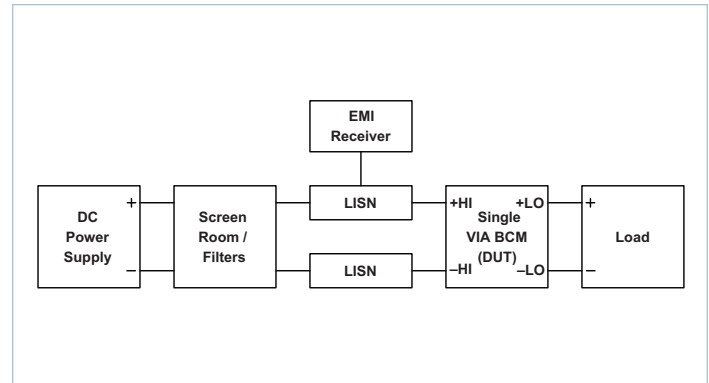 EMI
Receiver
DC
Power
Supply
+
−
Screen
Room /
Filters
LISN
LISN
+HI
+LO
Single
VIA BCM
(DUT)
–HI
–LO
+
−
Load